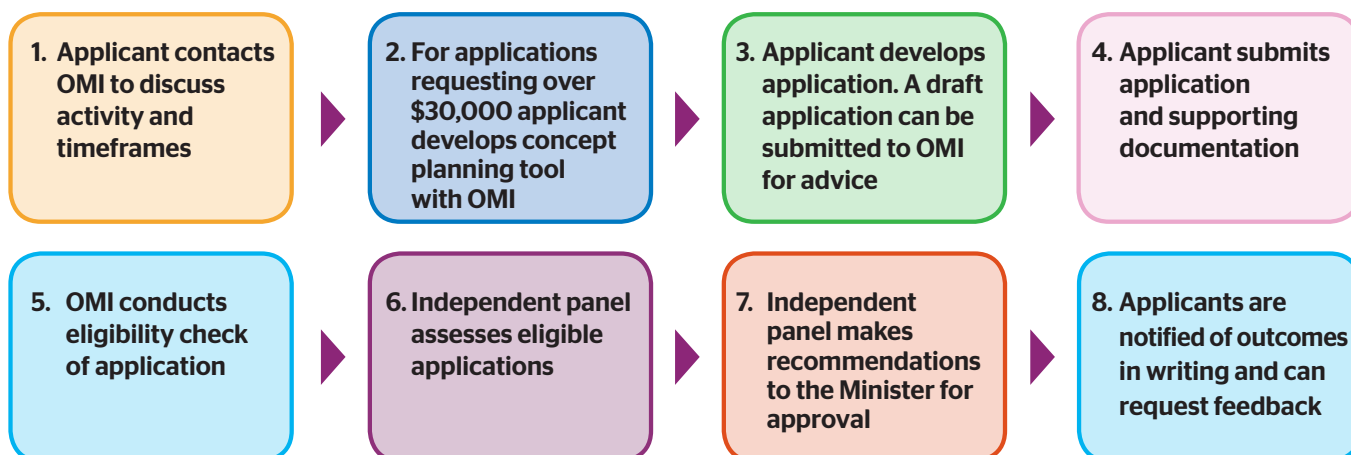 1. Applicant contacts
OMI to discuss
activity and
timeframes
2. For applications
requesting over
$30,000 applicant
develops concept
planning tool
with OMI
3. Applicant develops
application. A draft
application can be
submitted to OMI
for advice
4. Applicant submits
application
and supporting
documentation
5. OMI conducts
eligibility check
of application
6. Independent panel
assesses eligible
applications
7. Independent
panel makes
recommendations
to the Minister for
approval
8. Applicants are
notified of outcomes
in writing and can
request feedback